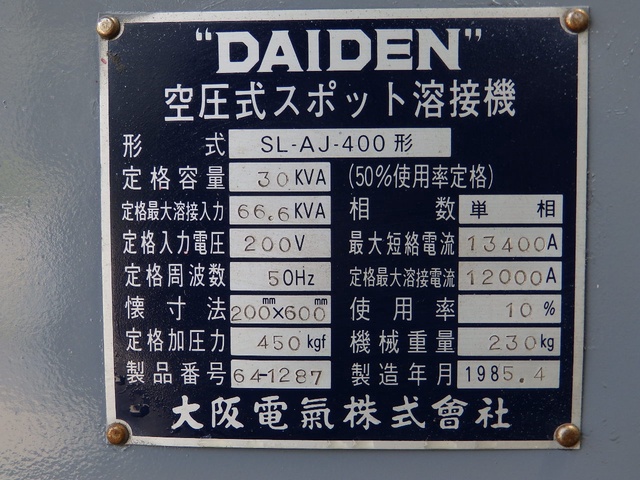 "DAIDEN"
空圧式スポット溶接機
形 式 SL-AJ-400形
定格容量 30KVA (50%使用率定格)
定格最大溶接入力 66.6KVA 相 数 単 相
定格入力電圧 200V 最大短絡電流 13400A
定格周波数 50Hz 定格最大溶接電流 12000A
懐寸法 200mm×600mm 使用率 10%
定格加圧力 450kgf 機械重量 230kg
製品番号 64-1287 製造年月 1985.4
大阪電氣株式會社